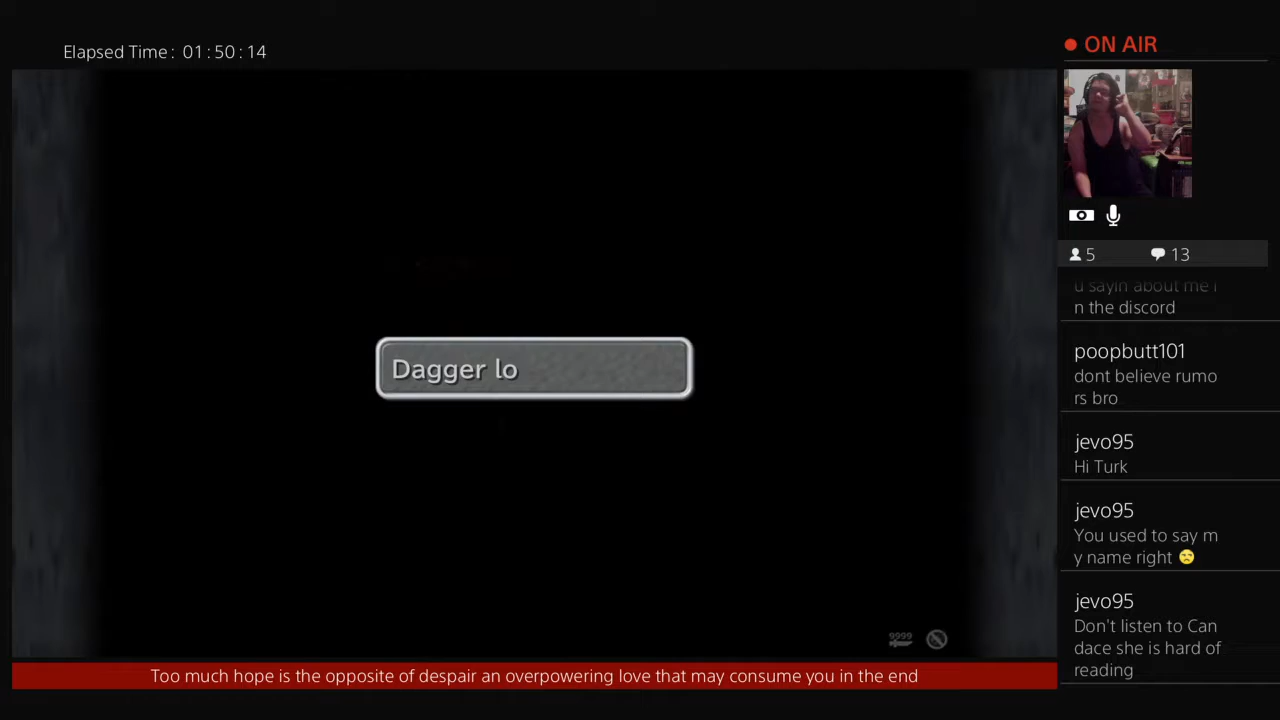 Elapsed Time: 01:50:14
ON AIR
5 13
u sayin about me i
n the discord
poopbutt101
dont believe rumo
rs bro
jevo95
Hi Turk
jevo95
You used to say m
y name right 😒
jevo95
Don't listen to Can
dace she is hard of
reading
Dagger lo
9999
Too much hope is the opposite of despair an overpowering love that may consume you in the end